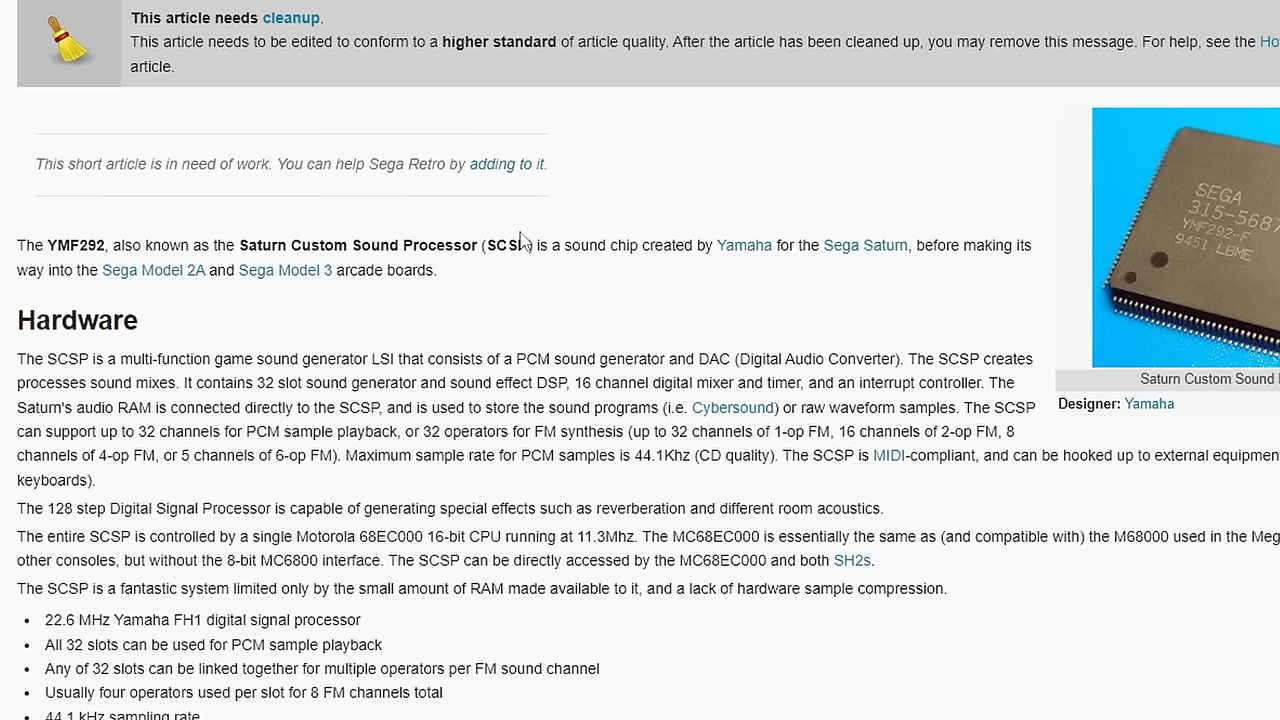 This article needs cleanup.
This article needs to be edited to conform to a higher standard of article quality. After the article has been cleaned up, you may remove this message. For help, see the
article.
This short article is in need of work. You can help Sega Retro by adding to it.
The YMF292, also known as the Saturn Custom Sound Processor (SCSP) is a sound chip created by Yamaha for the Sega Saturn, before making its
way into the Sega Model 2A and Sega Model 3 arcade boards.
SEGA
315-5687
YMF292-F
9451 LBME
Saturn Custom Sound
Designer: Yamaha
Hardware
The SCSP is a multi-function game sound generator LSI that consists of a PCM sound generator and DAC (Digital Audio Converter). The SCSP creates
processes sound mixes. It contains 32 slot sound generator and sound effect DSP, 16 channel digital mixer and timer, and an interrupt controller. The
Saturn's audio RAM is connected directly to the SCSP, and is used to store the sound programs (i.e. Cybersound) or raw waveform samples. The SCSP
can support up to 32 channels for PCM sample playback, or 32 operators for FM synthesis (up to 32 channels of 1-op FM, 16 channels of 2-op FM, 8
channels of 4-op FM, or 5 channels of 6-op FM). Maximum sample rate for PCM samples is 44.1Khz (CD quality). The SCSP is MIDI-compliant, and can be hooked up to external equipmen
keyboards).
The 128 step Digital Signal Processor is capable of generating special effects such as reverberation and different room acoustics.
The entire SCSP is controlled by a single Motorola 68EC000 16-bit CPU running at 11.3Mhz. The MC68EC000 is essentially the same as (and compatible with) the M68000 used in the Meg
other consoles, but without the 8-bit MC6800 interface. The SCSP can be directly accessed by the MC68EC000 and both SH2s.
The SCSP is a fantastic system limited only by the small amount of RAM made available to it, and a lack of hardware sample compression.
• 22.6 MHz Yamaha FH1 digital signal processor
• All 32 slots can be used for PCM sample playback
• Any of 32 slots can be linked together for multiple operators per FM sound channel
• Usually four operators used per slot for 8 FM channels total
• 44.1 kHz sampling rate